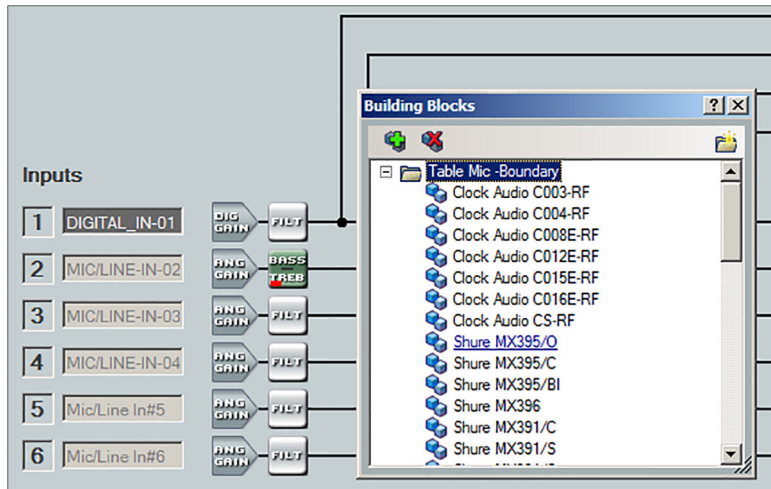 Building Blocks
Table Mic -Boundary
Clock Audio C003-RF
Clock Audio C004-RF
Clock Audio C008E-RF
Clock Audio C012E-RF
Clock Audio C015E-RF
Clock Audio C016E-RF
Clock Audio CS-RF
Shure MX395/O
Shure MX395/C
Shure MX395/BI
Shure MX396
Shure MX391/C
Shure MX391/S
Inputs
1 DIGITAL_IN-01 DIG GAIN FILT
2 MIC/LINE-IN-02 ANG GAIN BASS TREB
3 MIC/LINE-IN-03 ANG GAIN FILT
4 MIC/LINE-IN-04 ANG GAIN FILT
5 Mic/Line In#5 ANG GAIN FILT
6 Mic/Line In#6 ANG GAIN FILT